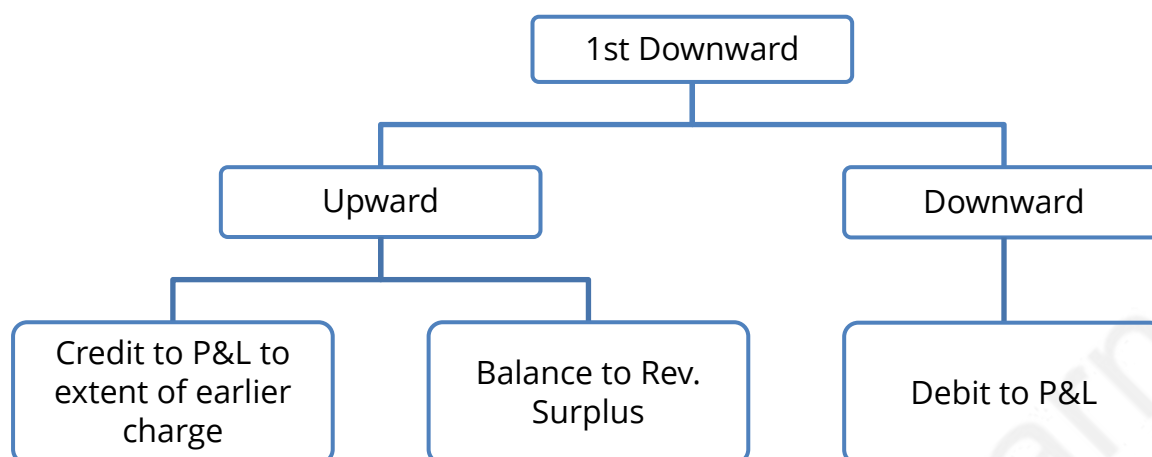 1st Downward
Upward
Downward
Credit to P&L to
extent of earlier
charge
Balance to Rev.
Surplus
Debit to P&L